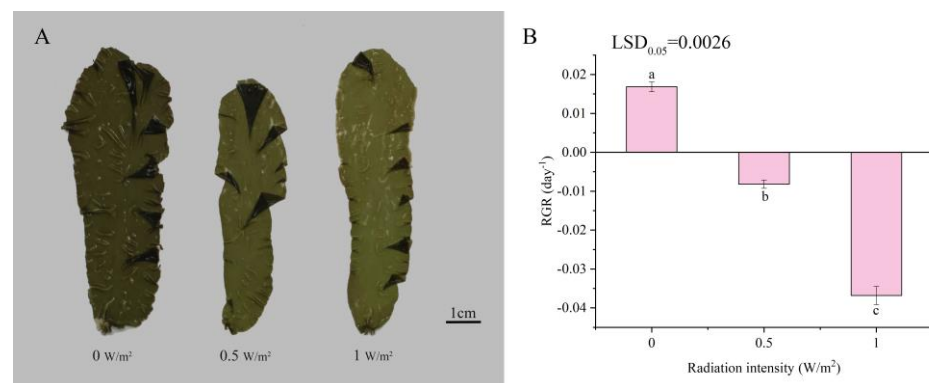 A
0 W/m²
0.5 W/m²
1 W/m²
1cm
B
LSD0.05=0.0026
0.02
0.01
0.00
-0.01
-0.02
-0.03
-0.04
RGR (day-1)
a
b
c
0
0.5
1
Radiation intensity (W/m²)